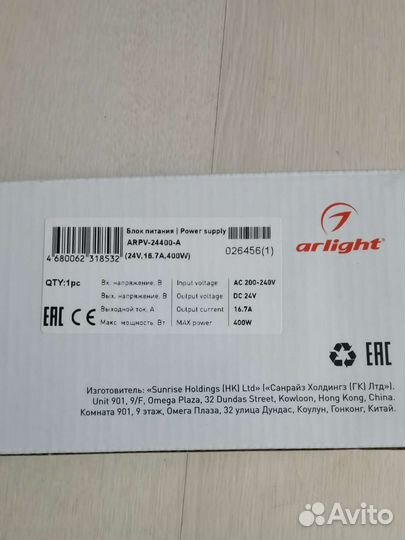 Блок питания | Power supply
ARPV-24400-A
(24V,16.7A,400W)
4 680062 318532
026456(1)
arlight
QTY:1pc
Вх. напряжение, В Input voltage AC 200-240V
Вых. напряжение, В Output voltage DC 24V
Выходной ток, А Output current 16.7A
Макс. мощность, Вт MAX power 400W
EAC CE
EAC
Изготовитель: «Sunrise Holdings (HK) Ltd» («Санрайз Холдингз (ГК) Лтд»).
Unit 901, 9/F, Omega Plaza, 32 Dundas Street, Kowloon, Hong Kong, China.
Комната 901, 9 этаж, Омега Плаза, 32 улица Дундас, Коулун, Гонконг, Китай.
Avito